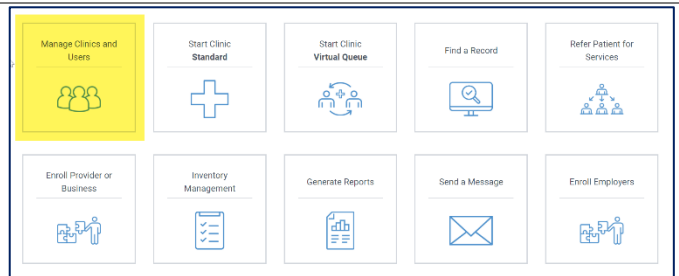 Manage Clinics and
Users
Start Clinic
Standard
Start Clinic
Virtual Queue
Find a Record
Refer Patient for
Services
Enroll Provider or
Business
Inventory
Management
Generate Reports
Send a Message
Enroll Employers